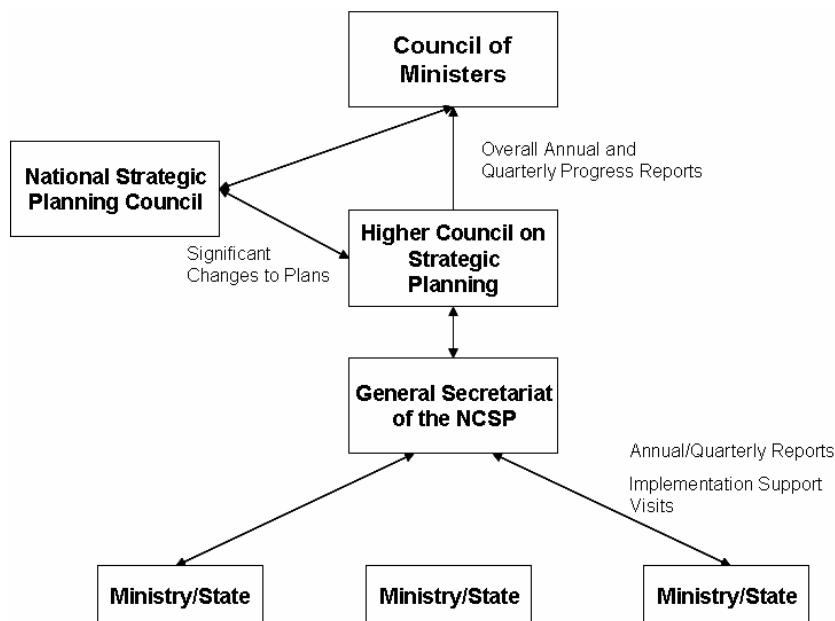 Council of
Ministers
National Strategic
Planning Council
Overall Annual and
Quarterly Progress Reports
Higher Council on
Strategic
Planning
Significant
Changes to Plans
General Secretariat
of the NCSP
Annual/Quarterly Reports
Implementation Support
Visits
Ministry/State
Ministry/State
Ministry/State